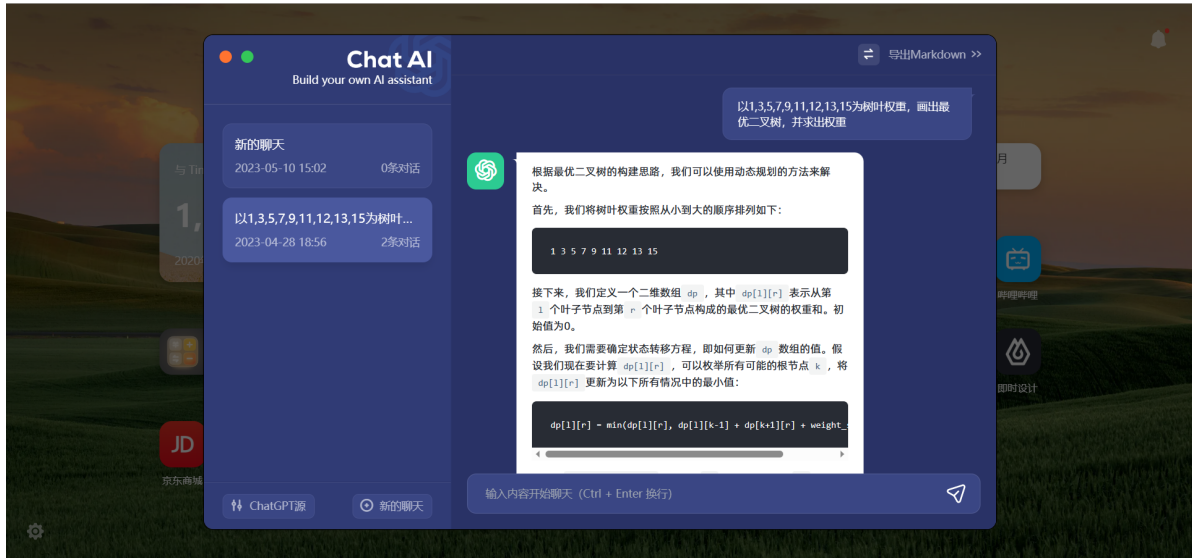 Chat AI
Build your own AI assistant
导出Markdown >>
以1,3,5,7,9,11,12,13,15为树叶权重，画出最
优二叉树，并求出权重
新的聊天
2023-05-10 15:02
0条对话
以1,3,5,7,9,11,12,13,15为树叶...
2023-04-28 18:56
2条对话
根据最优二叉树的构建思路，我们可以使用动态规划的方法来解
决。
首先，我们将树叶权重按照从小到大的顺序排列如下：
1 3 5 7 9 11 12 13 15
接下来，我们定义一个二维数组 dp ，其中 dp[l][r] 表示从第
l 个叶子节点到第 r 个叶子节点构成的最优二叉树的权重和。初
始值为0。
然后，我们需要确定状态转移方程，即如何更新 dp 数组的值。假
设我们现在要计算 dp[l][r] ，可以枚举所有可能的根节点 k ，将
dp[l][r] 更新为以下所有情况中的最小值：
dp[l][r] = min(dp[l][r], dp[l][k-1] + dp[k+1][r] + weight_
输入内容开始聊天（Ctrl + Enter 换行）
ChatGPT源
新的聊天
与 Tin
1,
2020
月
哔哩哔哩
即时设计
JD
京东商城